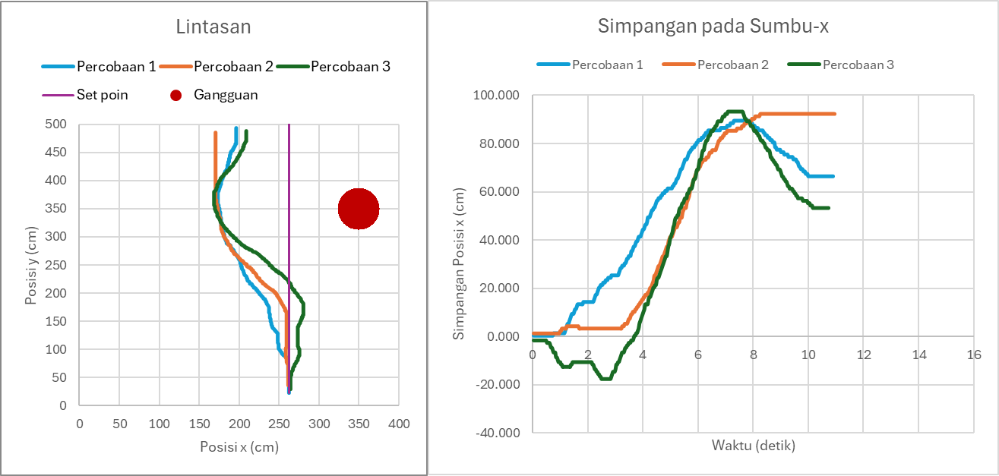 Lintasan
Percobaan 1 Percobaan 2 Percobaan 3
Set poin Gangguan
500
450
400
350
300
250
200
150
100
50
0
0 50 100 150 200 250 300 350 400
Posisi y (cm)
Posisi x (cm)
Simpangan pada Sumbu-x
Percobaan 1 Percobaan 2 Percobaan 3
100.000
80.000
60.000
40.000
20.000
0.000
-20.000
-40.000
0 2 4 6 8 10 12 14 16
Simpangan Posisi x (cm)
Waktu (detik)